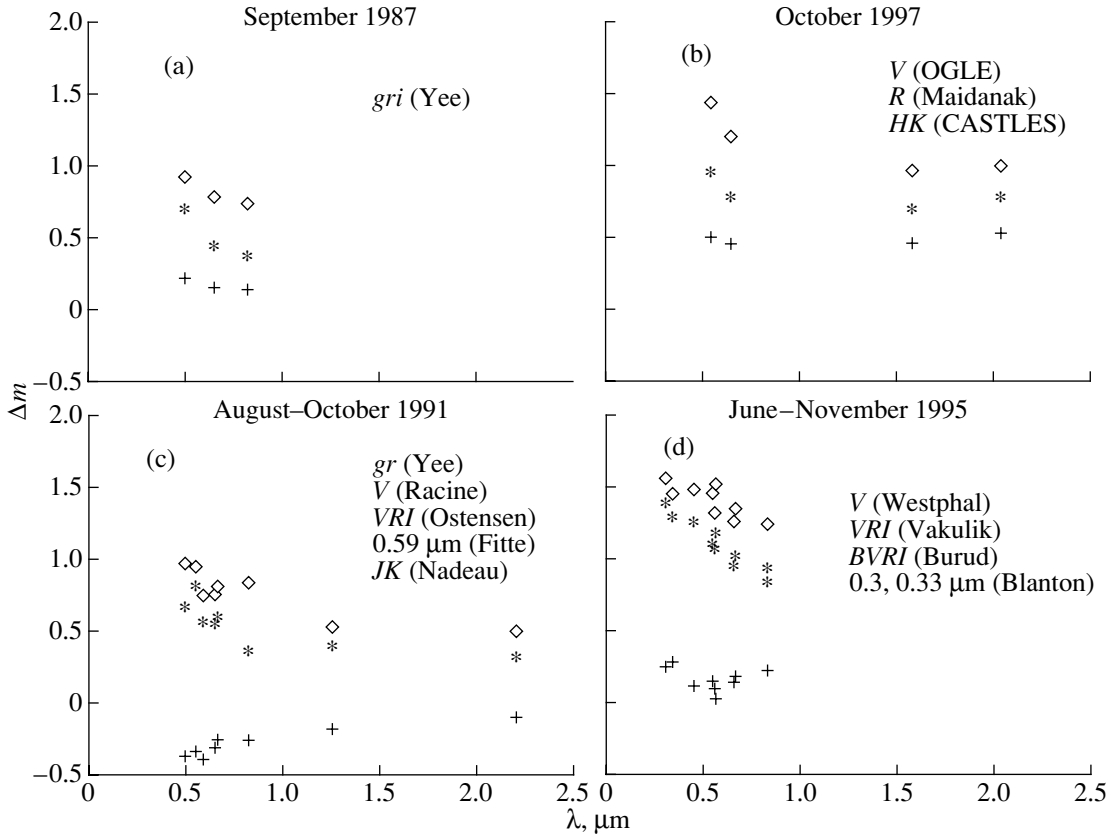 September 1987
October 1997
2.0
1.5
1.0
0.5
0
–0.5
(a)
gri (Yee)
(b)
V (OGLE)
R (Maidanak)
HK (CASTLES)
Δm
August–October 1991
June–November 1995
2.0
1.5
1.0
0.5
0
–0.5
(c)
gr (Yee)
V (Racine)
VRI (Ostensen)
0.59 μm (Fitte)
JK (Nadeau)
(d)
V (Westphal)
VRI (Vakulik)
BVRI (Burud)
0.3, 0.33 μm (Blanton)
0 0.5 1.0 1.5 2.0 2.5
0 0.5 1.0 1.5 2.0 2.5
λ, μm